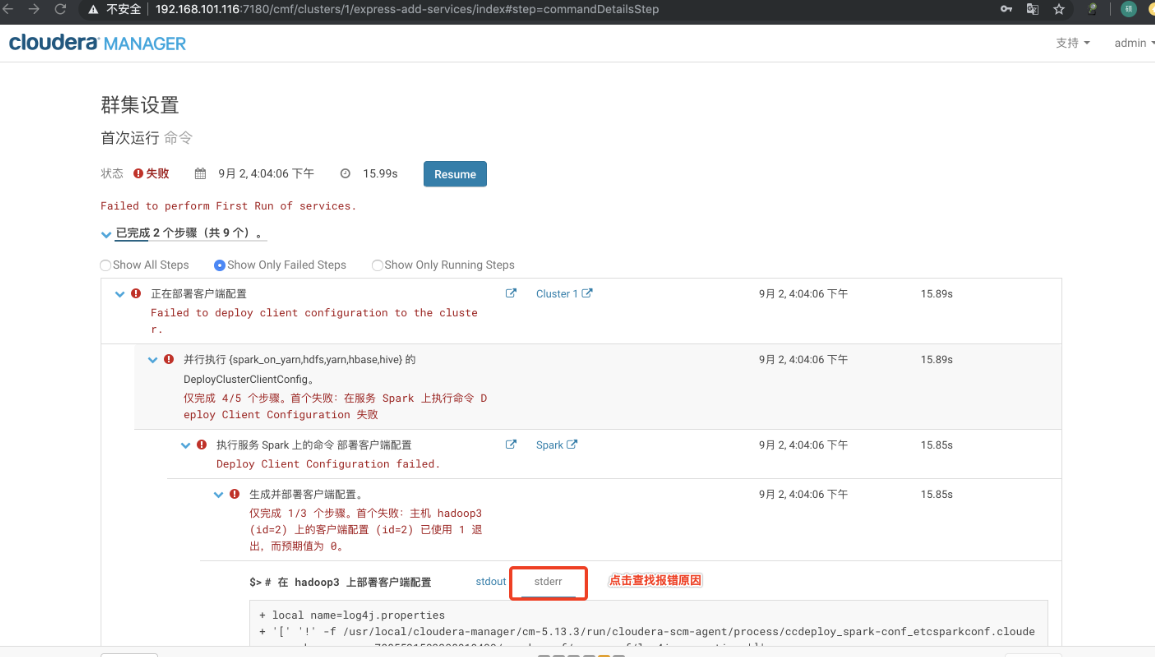 不安全 192.168.101.116:7180/cmf/clusters/1/express-add-services/index#step=commandDetailsStep
cloudera MANAGER 支持 admin
群集设置
首次运行 命令
状态 失败 9月 2, 4:04:06 下午 15.99s Resume
Failed to perform First Run of services.
已完成 2 个步骤（共 9 个）。
Show All Steps Show Only Failed Steps Show Only Running Steps
正在部署客户端配置 Cluster 1 9月 2, 4:04:06 下午 15.89s
Failed to deploy client configuration to the cluste
r.
并行执行 {spark_on_yarn,hdfs,yarn,hbase,hive} 的 9月 2, 4:04:06 下午 15.89s
DeployClusterClientConfig。
仅完成 4/5 个步骤。首个失败：在服务 Spark 上执行命令 D
eploy Client Configuration 失败
执行服务 Spark 上的命令 部署客户端配置 Spark 9月 2, 4:04:06 下午 15.85s
Deploy Client Configuration failed.
生成并部署客户端配置。 9月 2, 4:04:06 下午 15.85s
仅完成 1/3 个步骤。首个失败：主机 hadoop3
(id=2) 上的客户端配置 (id=2) 已使用 1 退
出，而预期值为 0。
$> # 在 hadoop3 上部署客户端配置 stdout stderr 点击查找报错原因
+ local name=log4j.properties
+ '[' '!' -f /usr/local/cloudera-manager/cm-5.13.3/run/cloudera-scm-agent/process/ccdeploy_spark-conf_etcsparkconf.cloude